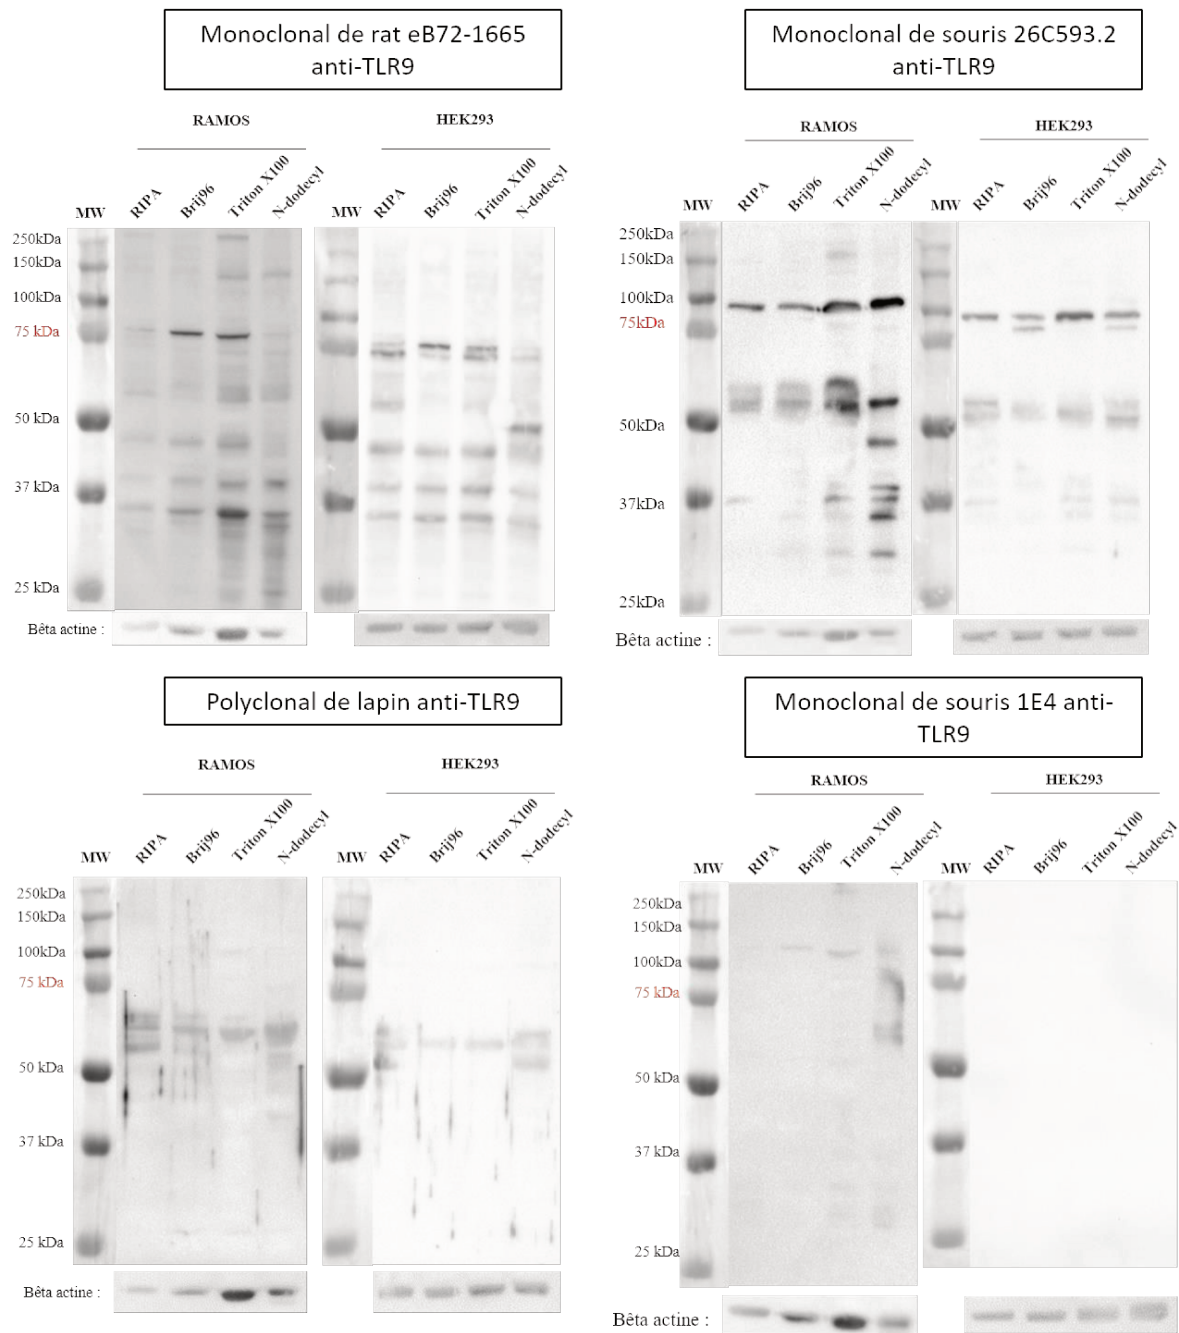 Monoclonal de rat eB72-1665
anti-TLR9
RAMOS
HEK293
MW
RIPA
Brij96
Triton X100
N-dodecyl
MW
RIPA
Brij96
Triton X100
N-dodecyl
250kDa
150kDa
100kDa
75 kDa
50 kDa
37 kDa
25 kDa
Bêta actine :
Monoclonal de souris 26C593.2
anti-TLR9
RAMOS
HEK293
MW
RIPA
Brij96
Triton X100
N-dodecyl
MW
RIPA
Brij96
Triton X100
N-dodecyl
250kDa
150kDa
100kDa
75kDa
50kDa
37kDa
25kDa
Bêta actine :
Polyclonal de lapin anti-TLR9
RAMOS
HEK293
MW
RIPA
Brij96
Triton X100
N-dodecyl
MW
RIPA
Brij96
Triton X100
N-dodecyl
250kDa
150kDa
100kDa
75 kDa
50 kDa
37 kDa
25 kDa
Bêta actine :
Monoclonal de souris 1E4 anti-
TLR9
RAMOS
HEK293
MW
RIPA
Brij96
Triton X100
N-dodecyl
MW
RIPA
Brij96
Triton X100
N-dodecyl
250kDa
150kDa
100kDa
75 kDa
50 kDa
37 kDa
25 kDa
Bêta actine :